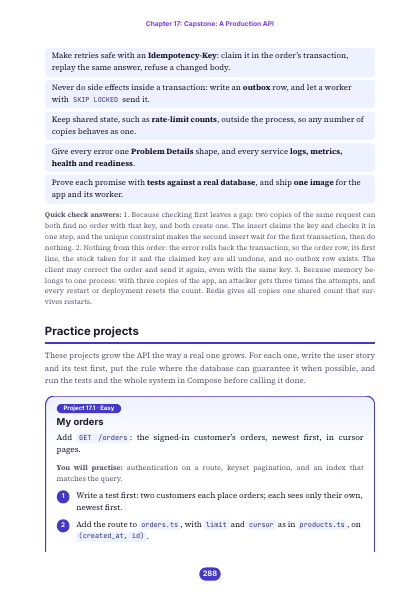 Chapter 17: Capstone: A Production API
Make retries safe with an Idempotency-Key: claim it in the order's transaction,
replay the same answer, refuse a changed body.
Never do side effects inside a transaction: write an outbox row, and let a worker
with SKIP LOCKED send it.
Keep shared state, such as rate-limit counts, outside the process, so any number of
copies behaves as one.
Give every error one Problem Details shape, and every service logs, metrics,
health and readiness.
Prove each promise with tests against a real database, and ship one image for the
app and its worker.
Quick check answers: 1. Because checking first leaves a gap: two copies of the same request can
both find no order with that key, and both create one. The insert claims the key and checks it in
one step, and the unique constraint makes the second insert wait for the first transaction, then do
nothing. 2. Nothing from this order: the error rolls back the transaction, so the order row, its first
line, the stock taken for it and the claimed key are all undone, and no outbox row exists. The
client may correct the order and send it again, even with the same key. 3. Because memory be-
longs to one process: with three copies of the app, an attacker gets three times the attempts, and
every restart or deployment resets the count. Redis gives all copies one shared count that sur-
vives restarts.
Practice projects
These projects grow the API the way a real one grows. For each one, write the user story
and its test first, put the rule where the database can guarantee it when possible, and
run the tests and the whole system in Compose before calling it done.
Project 17.1 · Easy
My orders
Add GET /orders: the signed-in customer's orders, newest first, in cursor
pages.
You will practise: authentication on a route, keyset pagination, and an index that
matches the query.
1 Write a test first: two customers each place orders; each sees only their own,
newest first.
2 Add the route to orders.ts, with limit and cursor as in products.ts, on
(created_at, id).
288